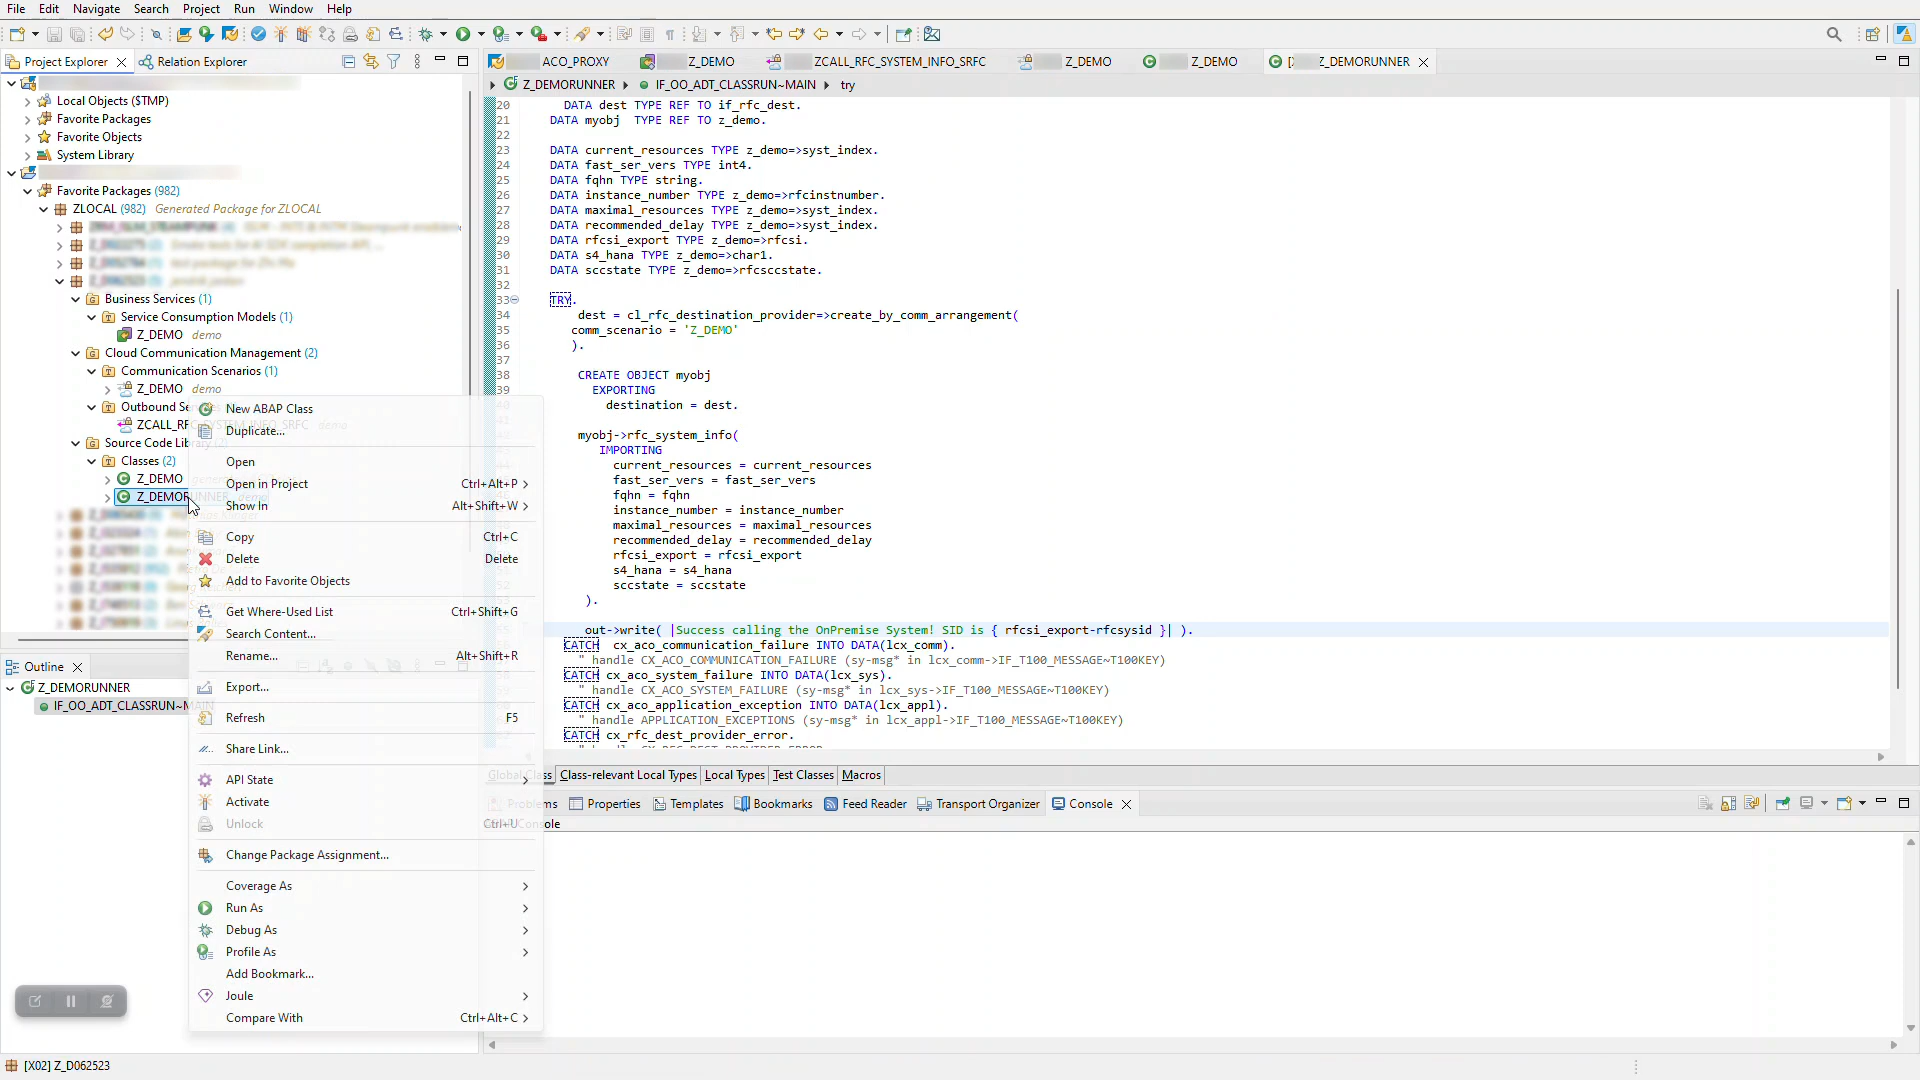 File Edit Navigate Search Project Run Window Help
Project Explorer
Relation Explorer
Local Objects ($TMP)
Favorite Packages
Favorite Objects
System Library
Favorite Packages (982)
ZLOCAL (982) Generated Package for ZLOCAL
Business Services (1)
Service Consumption Models (1)
Z_DEMO demo
Cloud Communication Management (2)
Communication Scenarios (1)
Z_DEMO demo
Outbound Se
ZCALL_RFC_SYSTEM_INFO_SRFC demo
Source Code Library (2)
Classes (2)
Z_DEMO
Z_DEMORUNNER demo
New ABAP Class
Duplicate...
Open
Open in Project Ctrl+Alt+P
Show In Alt+Shift+W
Copy Ctrl+C
Delete Delete
Add to Favorite Objects
Get Where-Used List Ctrl+Shift+G
Search Content...
Rename... Alt+Shift+R
Export...
Refresh F5
Share Link...
API State
Activate
Unlock Ctrl+U
Change Package Assignment...
Coverage As
Run As
Debug As
Profile As
Add Bookmark...
Joule
Compare With Ctrl+Alt+C
Outline
Z_DEMORUNNER
IF_OO_ADT_CLASSRUN~MAIN
[X02] Z_D062523
ACO_PROXY
Z_DEMO
ZCALL_RFC_SYSTEM_INFO_SRFC
Z_DEMO
Z_DEMO
[ Z_DEMORUNNER
Z_DEMORUNNER IF_OO_ADT_CLASSRUN~MAIN try
20 DATA dest TYPE REF TO if_rfc_dest.
21 DATA myobj TYPE REF TO z_demo.
22
23 DATA current_resources TYPE z_demo=>syst_index.
24 DATA fast_ser_vers TYPE int4.
25 DATA fqhn TYPE string.
26 DATA instance_number TYPE z_demo=>rfcinstnumber.
27 DATA maximal_resources TYPE z_demo=>syst_index.
28 DATA recommended_delay TYPE z_demo=>syst_index.
29 DATA rfcsi_export TYPE z_demo=>rfcsi.
30 DATA s4_hana TYPE z_demo=>char1.
31 DATA sccstate TYPE z_demo=>rfcsccstate.
32
33 TRY.
34 dest = cl_rfc_destination_provider=>create_by_comm_arrangement(
35 comm_scenario = 'Z_DEMO'
36 ).
37
38 CREATE OBJECT myobj
39 EXPORTING
destination = dest.
myobj->rfc_system_info(
IMPORTING
current_resources = current_resources
fast_ser_vers = fast_ser_vers
fqhn = fqhn
instance_number = instance_number
maximal_resources = maximal_resources
recommended_delay = recommended_delay
rfcsi_export = rfcsi_export
s4_hana = s4_hana
sccstate = sccstate
).
out->write( |Success calling the OnPremise System! SID is { rfcsi_export-rfcsysid }| ).
CATCH cx_aco_communication_failure INTO DATA(lcx_comm).
" handle CX_ACO_COMMUNICATION_FAILURE (sy-msg* in lcx_comm->IF_T100_MESSAGE~T100KEY)
CATCH cx_aco_system_failure INTO DATA(lcx_sys).
" handle CX_ACO_SYSTEM_FAILURE (sy-msg* in lcx_sys->IF_T100_MESSAGE~T100KEY)
CATCH cx_aco_application_exception INTO DATA(lcx_appl).
" handle APPLICATION_EXCEPTIONS (sy-msg* in lcx_appl->IF_T100_MESSAGE~T100KEY)
CATCH cx_rfc_dest_provider_error.
" handle CX_RFC_DEST_PROVIDER_ERROR
Global Class Class-relevant Local Types Local Types Test Classes Macros
Problems Properties Templates Bookmarks Feed Reader Transport Organizer Console